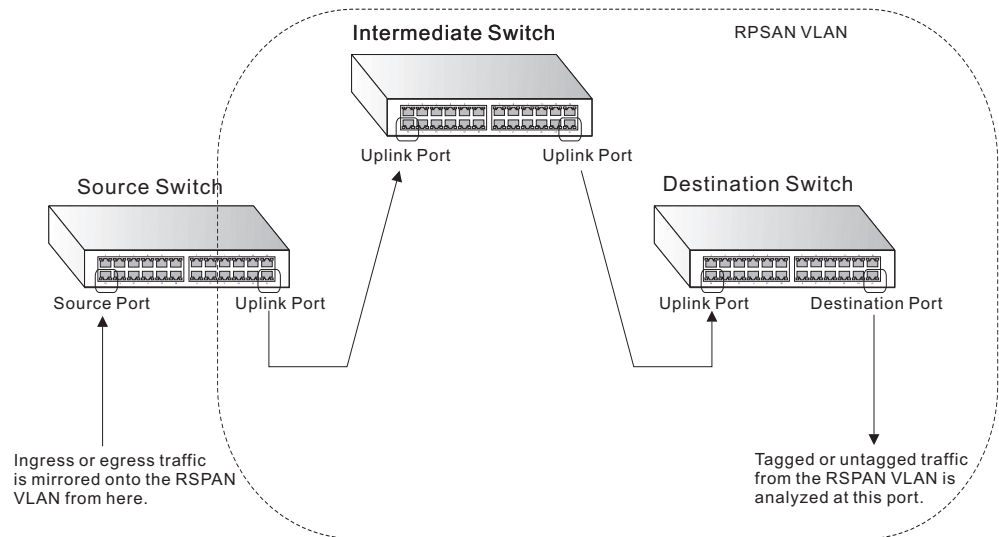 Intermediate Switch
RPSAN VLAN
Uplink Port
Uplink Port
Source Switch
Destination Switch
Source Port
Uplink Port
Uplink Port
Destination Port
Ingress or egress traffic
is mirrored onto the RSPAN
VLAN from here.
Tagged or untagged traffic
from the RSPAN VLAN is
analyzed at this port.